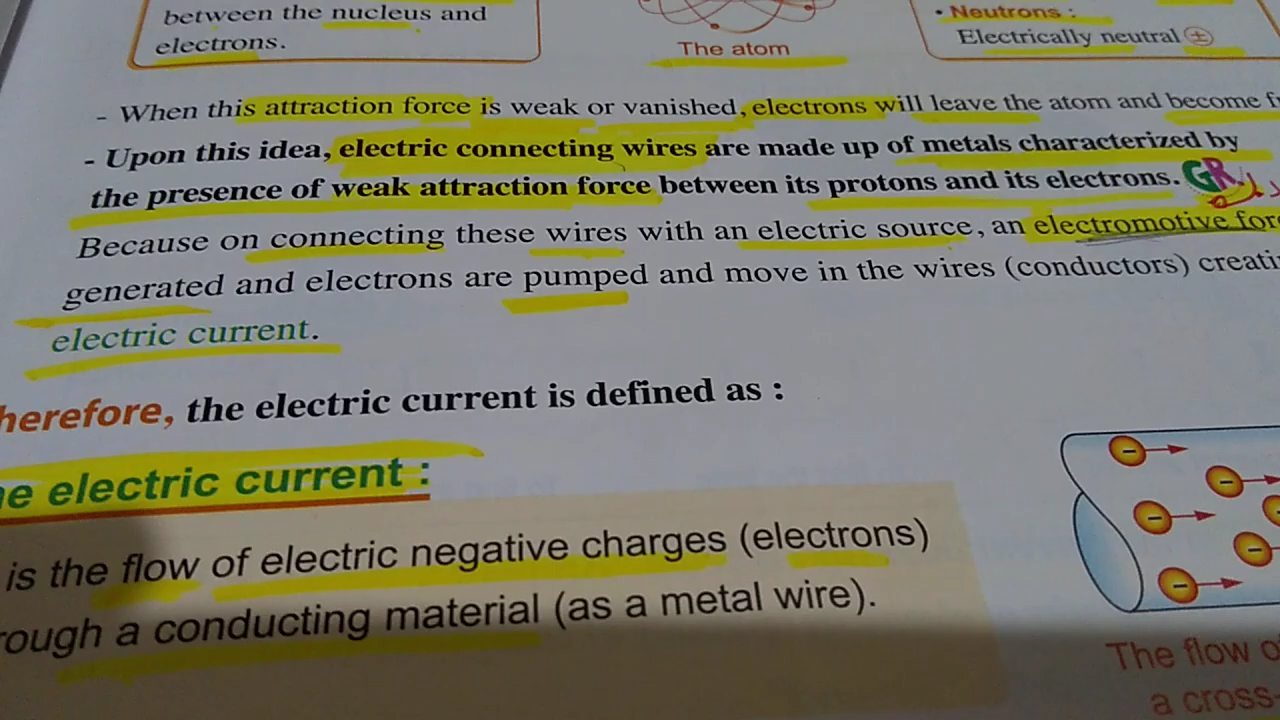 between the nucleus and
electrons.
The atom
• Neutrons :
Electrically neutral ±
- When this attraction force is weak or vanished, electrons will leave the atom and become f
- Upon this idea, electric connecting wires are made up of metals characterized by
the presence of weak attraction force between its protons and its electrons. GR
Because on connecting these wires with an electric source, an electromotive for
generated and electrons are pumped and move in the wires (conductors) creati
electric current.
herefore, the electric current is defined as :
e electric current :
is the flow of electric negative charges (electrons)
rough a conducting material (as a metal wire).
The flow o
a cross-